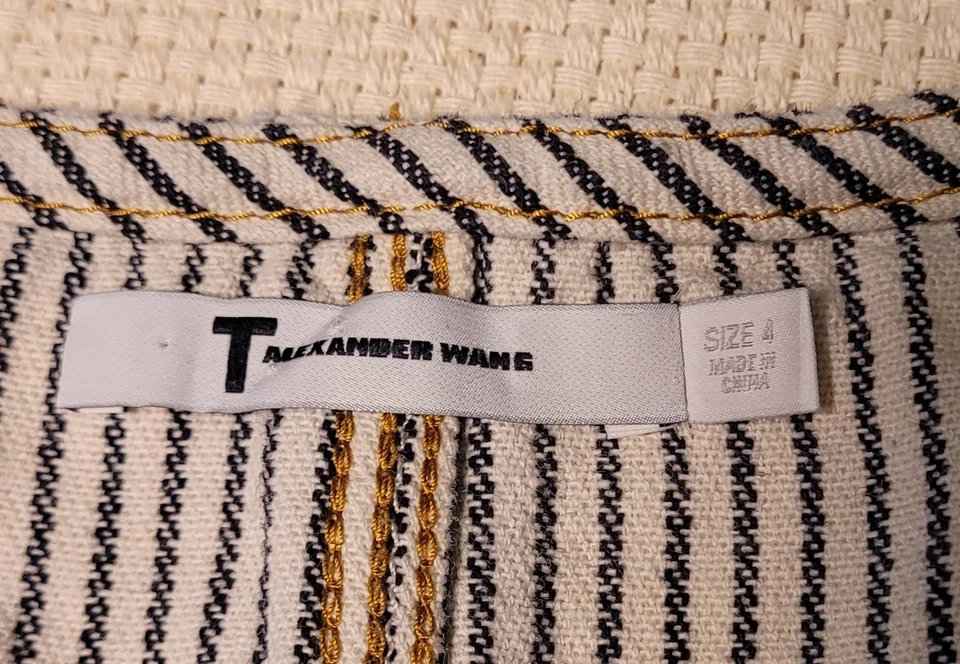 T ALEXANDER WANG
SIZE 4
MADE IN
CHINA